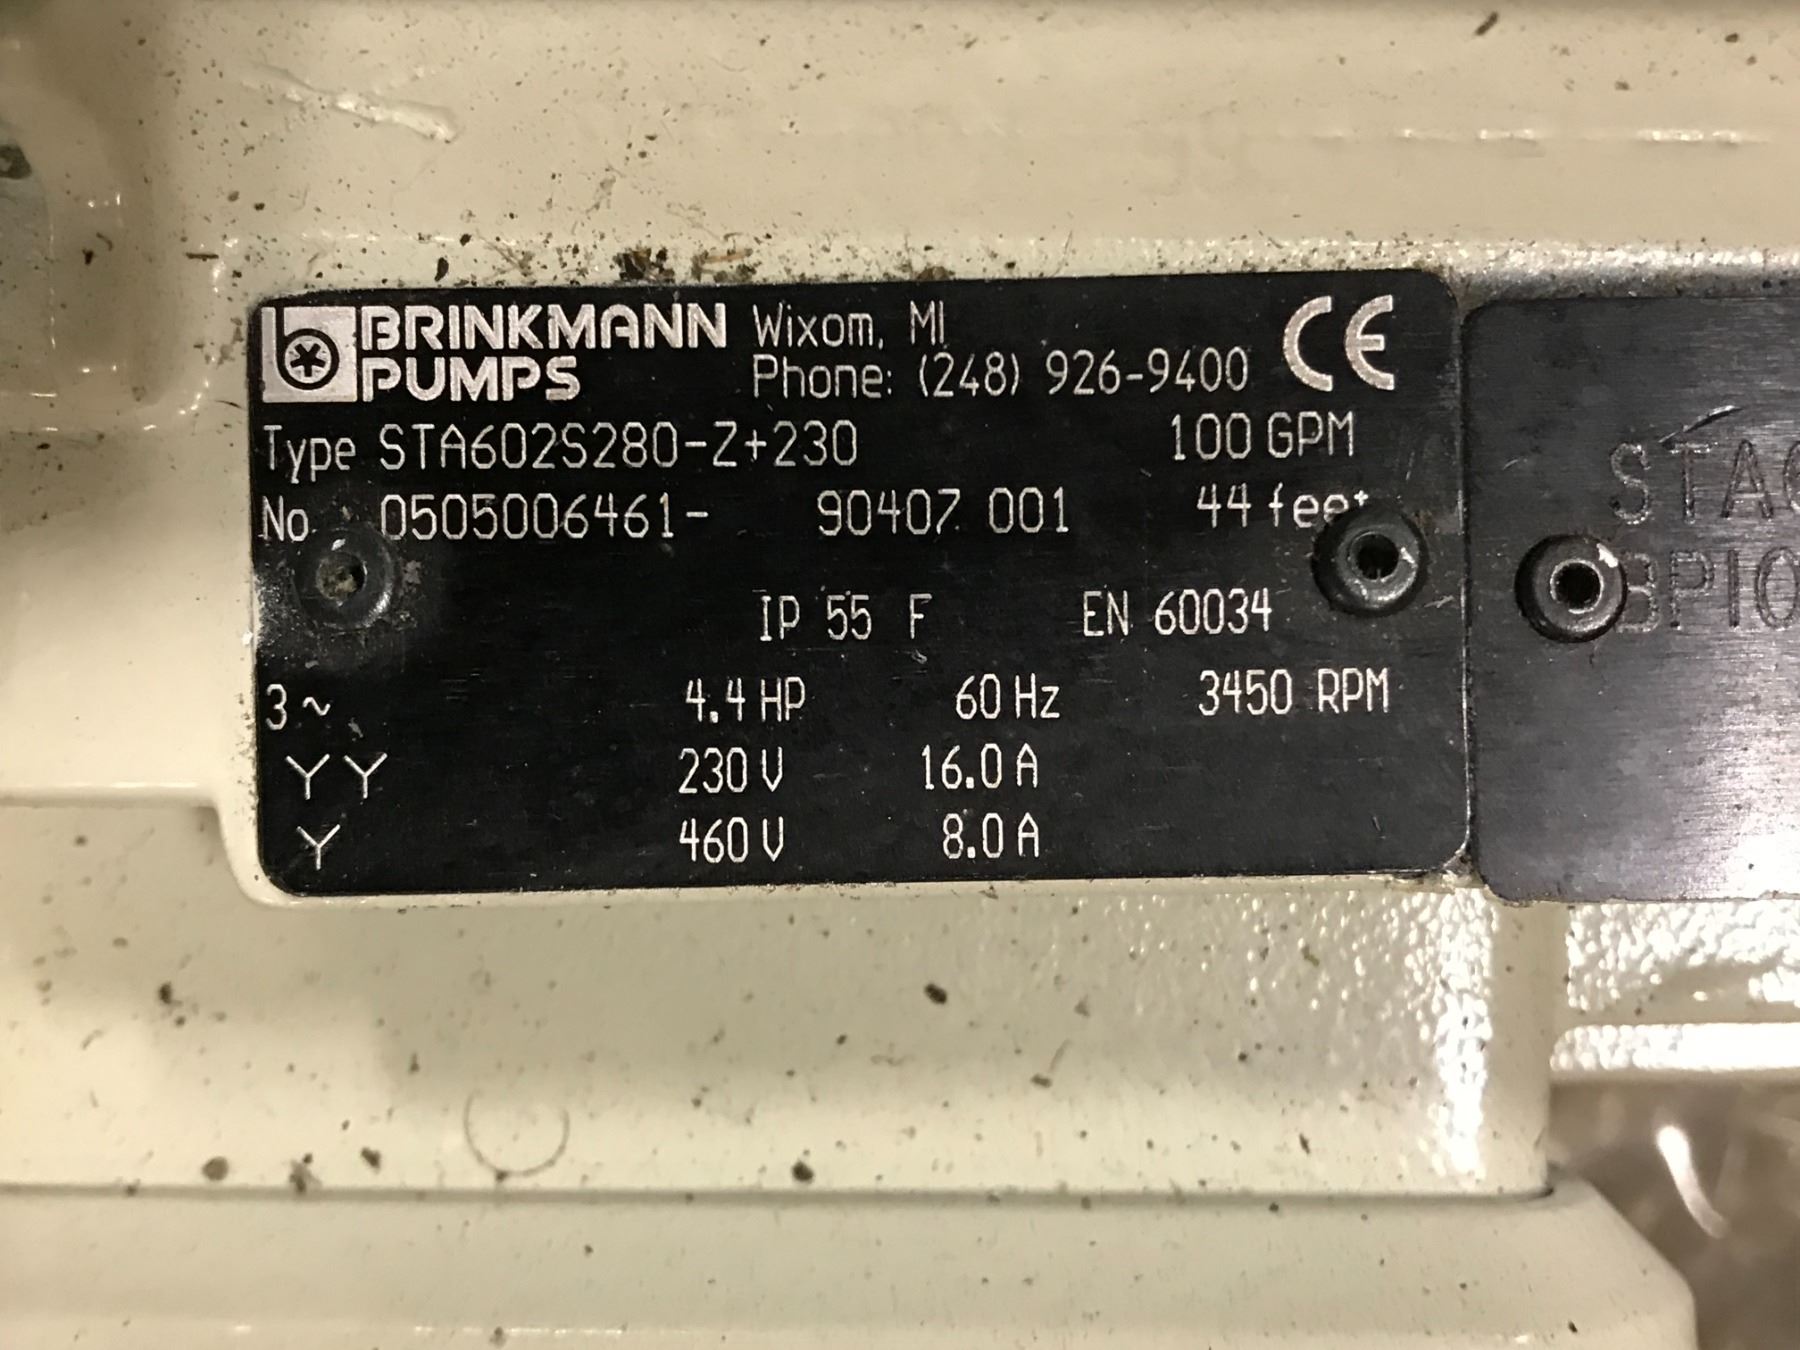 BRINKMANN PUMPS
Wixom, MI
Phone: (248) 926-9400
CE
Type STA602S280-Z+230 100 GPM
No. 0505006461- 90407 001 44 feet
IP 55 F EN 60034
3~ 4.4 HP 60 Hz 3450 RPM
YY 230 V 16.0 A
Y 460 V 8.0 A